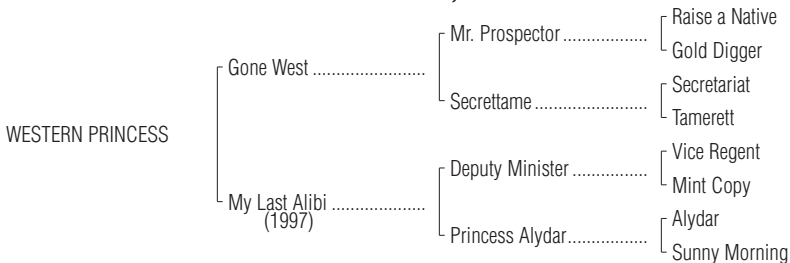 Raise a Native
Mr. Prospector...................
Gold Digger
Gone West .........................
Secretariat
Secrettame.........................
Tamerett
WESTERN PRINCESS
Vice Regent
Deputy Minister .................
Mint Copy
My Last Alibi .....................
(1997)
Alydar
Princess Alydar..................
Sunny Morning